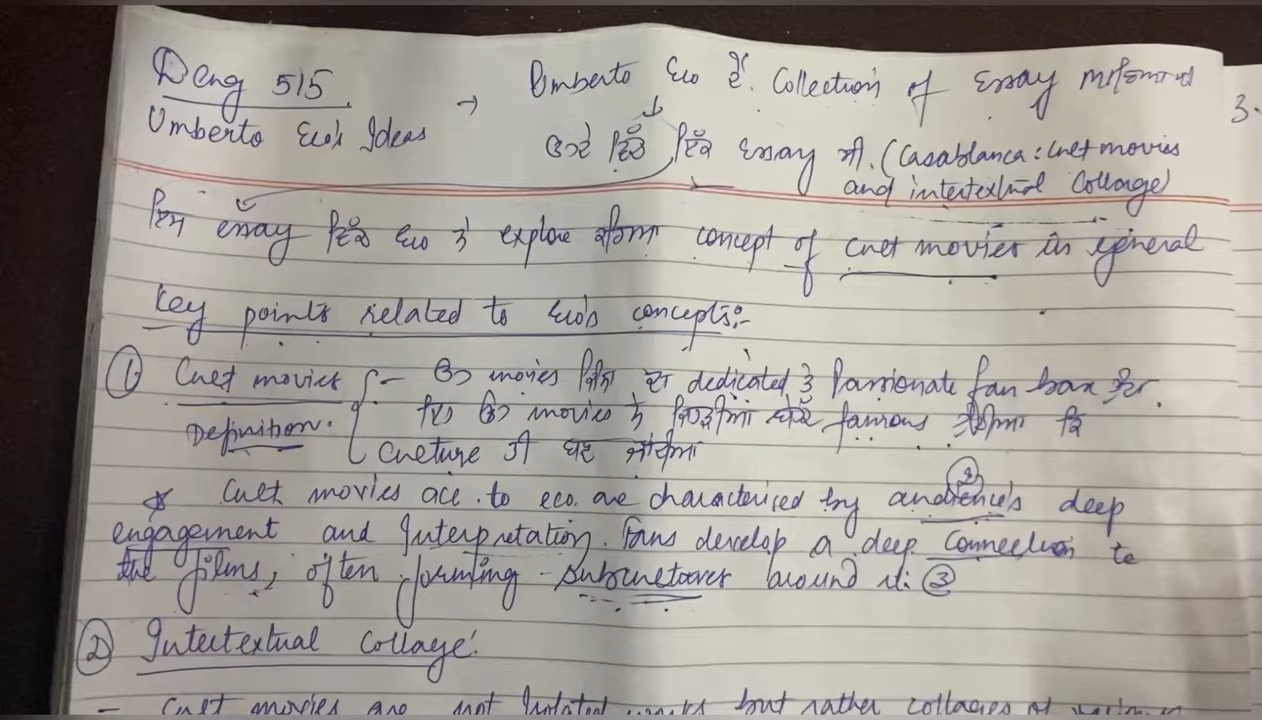 Deng 515
Umberto Eco's Ideas
→ Umberto Eco ਦੇ Collection of Essay
ਵਿੱਚੋਂ ਇੱਕ essay ਸੀ. (Casablanca: Cult movies
and intertextual Collage)
ਇਸ essay ਵਿੱਚ Eco ਨੇ explore ਕੀਤਾ concept of Cult movies in general
Key points related to Eco's concepts:-
① Cult movies - ਉਹ movies ਜਿੰਨਾ ਦਾ dedicated ਤੇ Passionate fan base ਹੋਵੇ.
Definition. ਉਹ movies ਨੇ famous
Culture ਤੀ
☆ Cult movies acc. to eco. are characterised by audience's ② deep
engagement and Interpretation. Fans develop a deep Connection to
the films, often forming - Subcultures around it. ③
② Intertextual Collage:
- Cult movies are not Isolated works but rather collages of various
3.